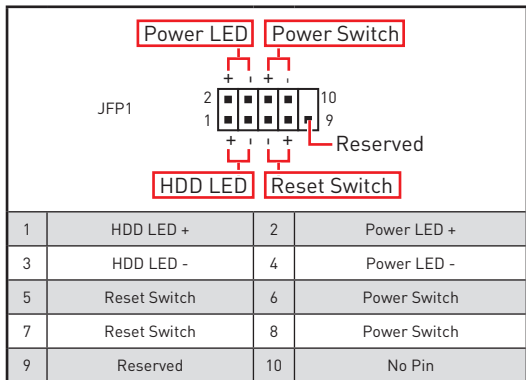 Power LED Power Switch
+ - + -
2 10
JFP1
1 9
+ - - +
Reserved
HDD LED Reset Switch
1 HDD LED + 2 Power LED +
3 HDD LED - 4 Power LED -
5 Reset Switch 6 Power Switch
7 Reset Switch 8 Power Switch
9 Reserved 10 No Pin